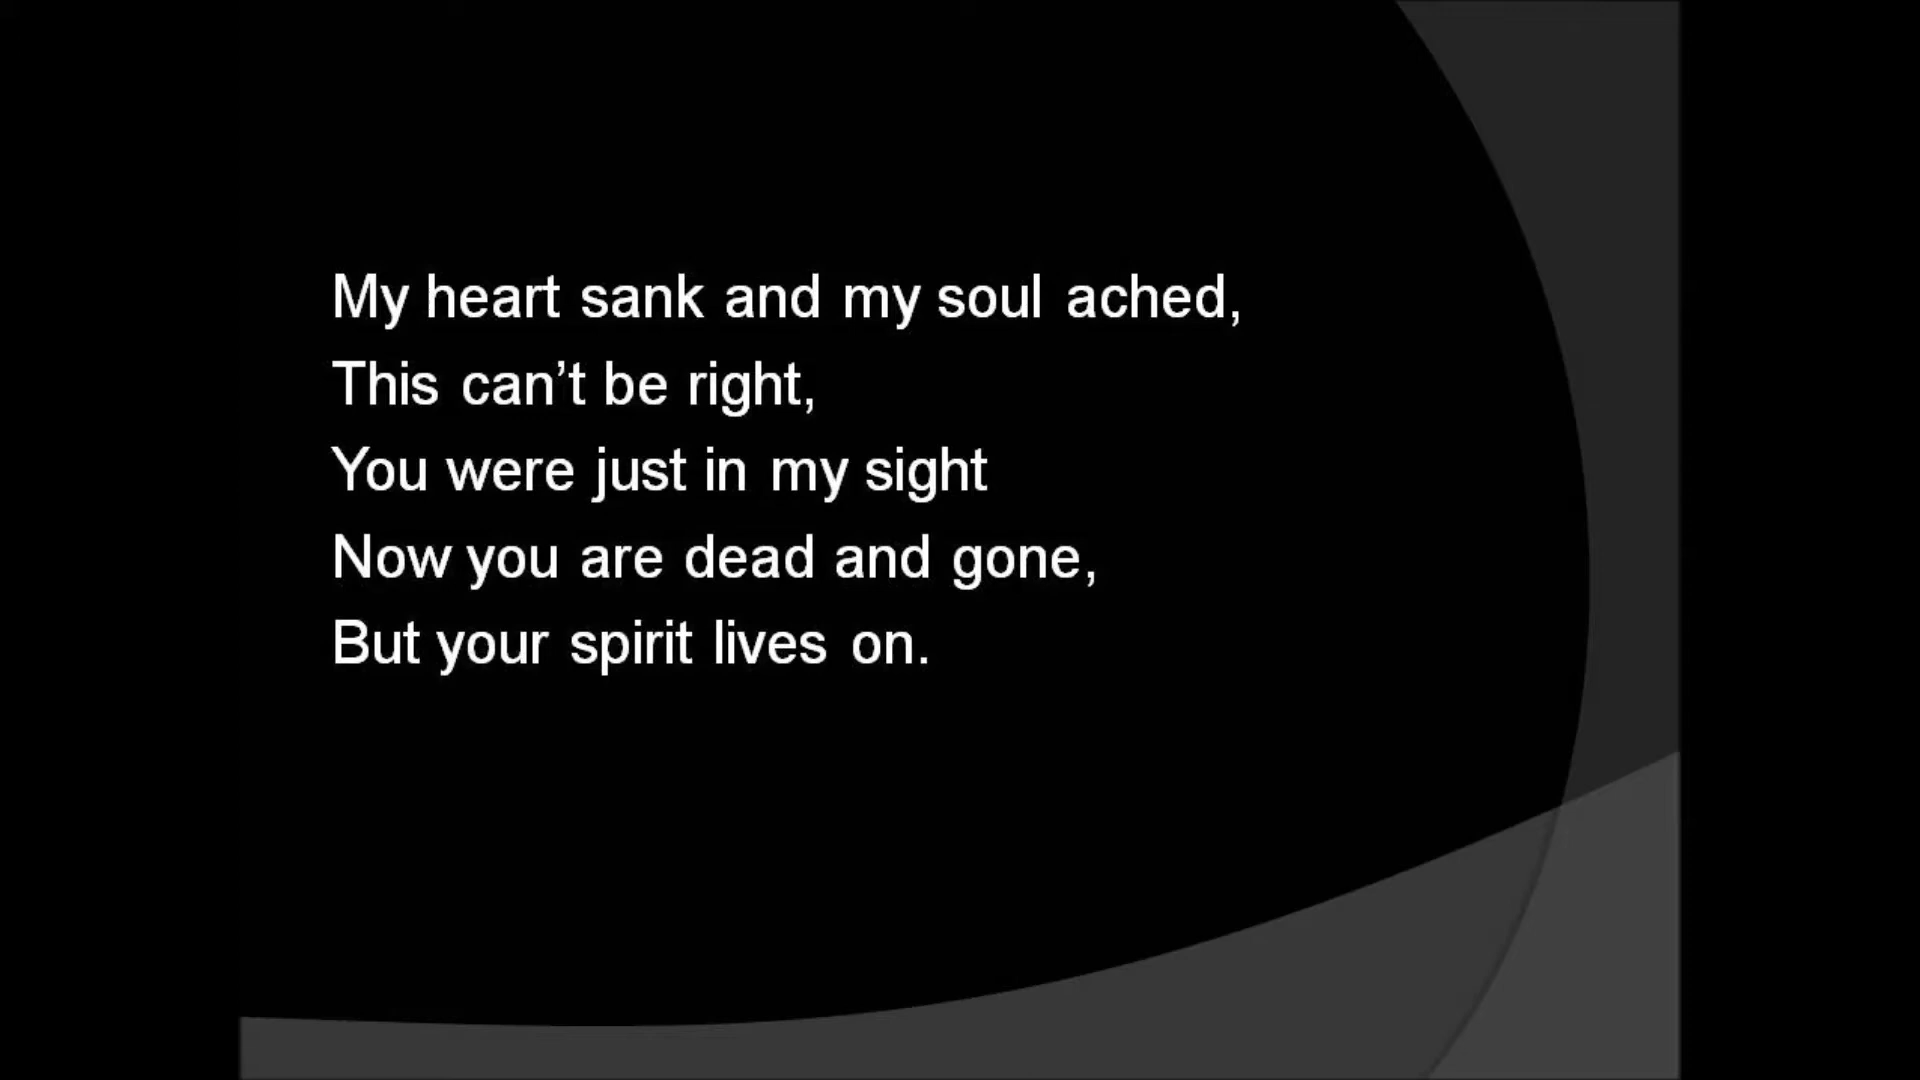 My heart sank and my soul ached,
This can’t be right,
You were just in my sight
Now you are dead and gone,
But your spirit lives on.